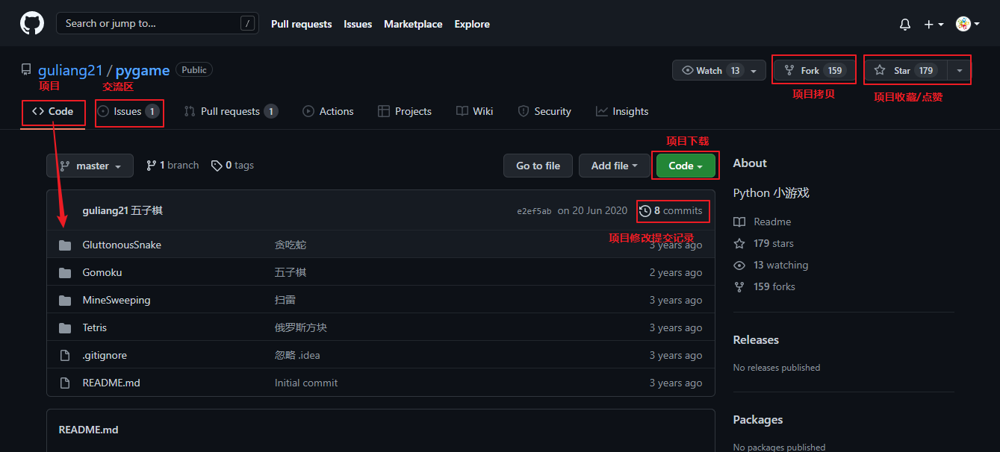 Search or jump to... /
Pull requests Issues Marketplace Explore
guliang21 / pygame Public
Watch 13 Fork 159 Star 179
项目 交流区 项目拷贝 项目收藏/点赞
Code Issues 1 Pull requests 1 Actions Projects Wiki Security Insights
项目下载
master 1 branch 0 tags Go to file Add file Code
guliang21 五子棋 e2ef5ab on 20 Jun 2020 8 commits
项目修改提交记录
GluttonousSnake 贪吃蛇 3 years ago
Gomoku 五子棋 2 years ago
MineSweeping 扫雷 3 years ago
Tetris 俄罗斯方块 3 years ago
.gitignore 忽略 .idea 3 years ago
README.md Initial commit 3 years ago
README.md
About
Python 小游戏
Readme
179 stars
13 watching
159 forks
Releases
No releases published
Packages
No packages published